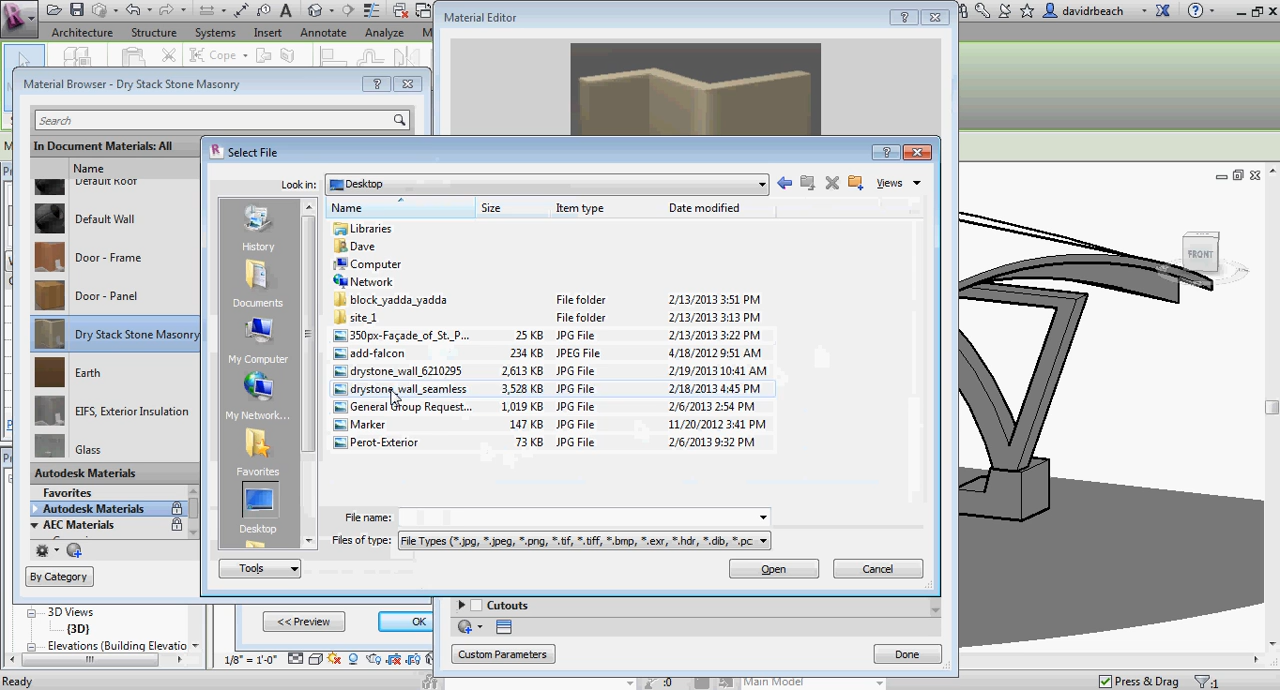 davidrbeach
Material Editor
Architecture Structure Systems Insert Annotate Analyze M
Cope
Material Browser - Dry Stack Stone Masonry
Search
In Document Materials: All
Name
Default Roof
Default Wall
Door - Frame
Door - Panel
Dry Stack Stone Masonry
Earth
EIFS, Exterior Insulation
Glass
Autodesk Materials
Favorites
Autodesk Materials
AEC Materials
By Category
Select File
Look in: Desktop Views
Name Size Item type Date modified
History
Documents
My Computer
My Network...
Favorites
Desktop
Libraries
Dave
Computer
Network
block_yadda_yadda File folder 2/13/2013 3:51 PM
site_1 File folder 2/13/2013 3:13 PM
350px-Façade_of_St._P... 25 KB JPG File 2/13/2013 3:22 PM
add-falcon 234 KB JPEG File 4/18/2012 9:51 AM
drystone_wall_6210295 2,613 KB JPG File 2/19/2013 10:41 AM
drystone_wall_seamless 3,528 KB JPG File 2/18/2013 4:45 PM
General Group Request... 1,019 KB JPG File 2/6/2013 2:54 PM
Marker 147 KB JPG File 11/20/2012 3:41 PM
Perot-Exterior 73 KB JPG File 2/6/2013 9:32 PM
File name:
Files of type: File Types (*.jpg, *.jpeg, *.png, *.tif, *.tiff, *.bmp, *.exr, *.hdr, *.dib, *.pc
Tools Open Cancel
FRONT
Cutouts
Custom Parameters Done
<< Preview OK
3D Views
{3D}
Elevations (Building Elevatio
1/8" = 1'-0"
Ready :0 Main Model Press & Drag :1